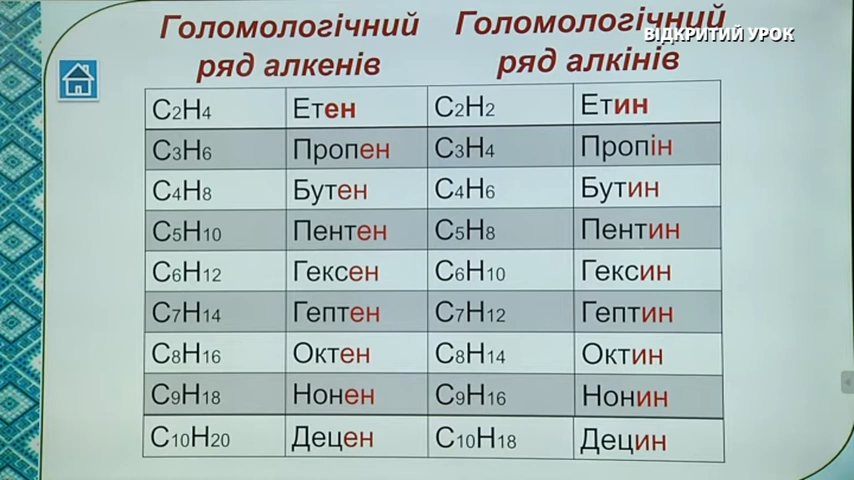 Голомологічний
ряд алкенів
Голомологічний
ряд алкінів
ВІДКРИТИЙ УРОК
C2H4 Етен C2H2 Етин
C3H6 Пропен C3H4 Пропін
C4H8 Бутен C4H6 Бутин
C5H10 Пентен C5H8 Пентин
C6H12 Гексен C6H10 Гексин
C7H14 Гептен C7H12 Гептин
C8H16 Октен C8H14 Октин
C9H18 Нонен C9H16 Нонин
C10H20 Децен C10H18 Децин